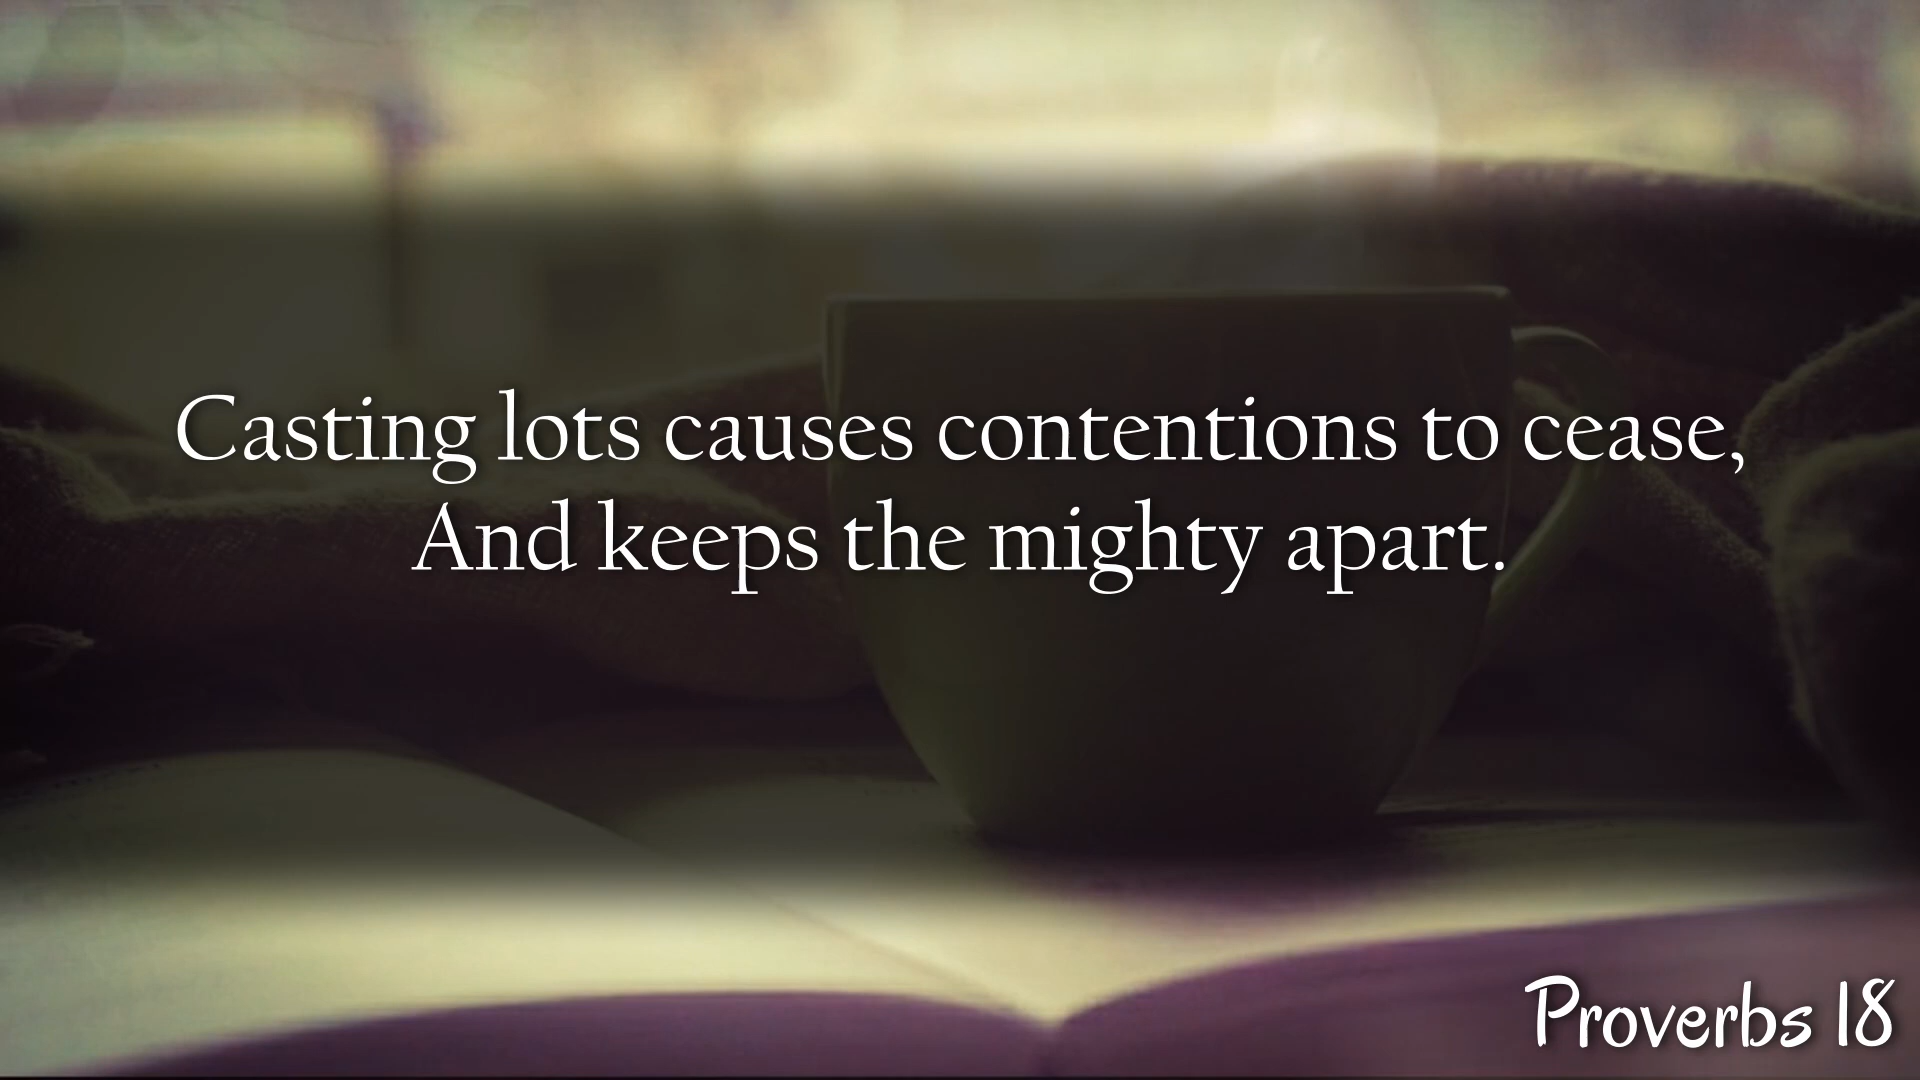 Casting lots causes contentions to cease,
And keeps the mighty apart.
Proverbs 18